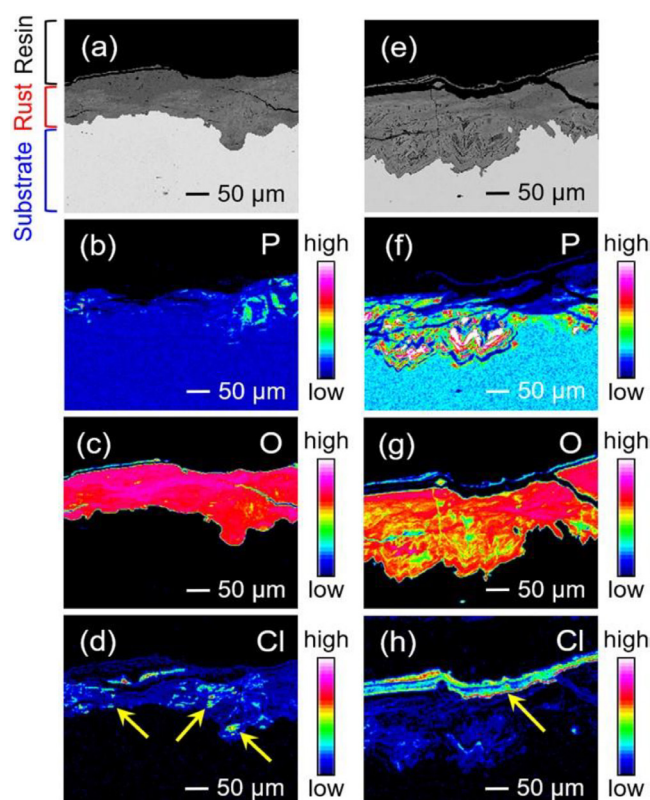 Resin
Rust
Substrate
(a)
50 µm
(e)
50 µm
(b)
P
high
low
50 µm
(f)
P
high
low
50 µm
(c)
O
high
low
50 µm
(g)
O
high
low
50 µm
(d)
Cl
high
low
50 µm
(h)
Cl
high
low
50 µm